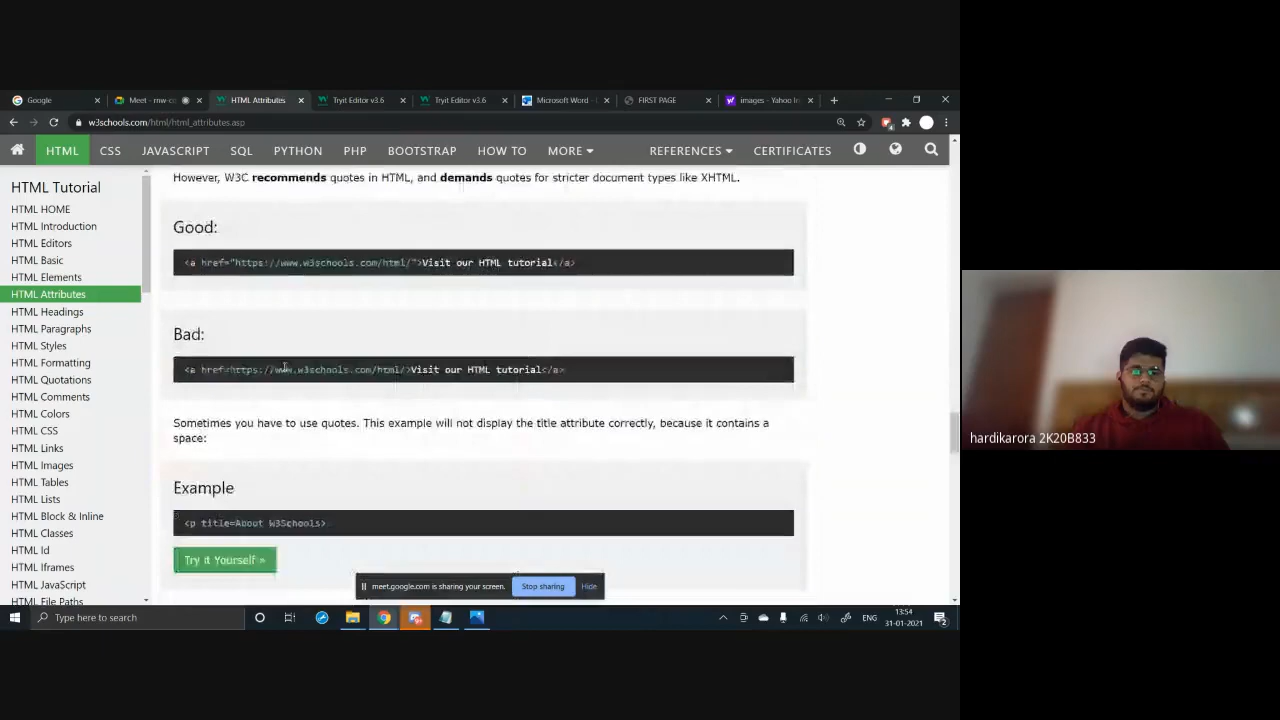 Google
Meet - rnw-co
HTML Attributes
Tryit Editor v3.6
Tryit Editor v3.6
Microsoft Word -
FIRST PAGE
images - Yahoo
w3schools.com/html/html_attributes.asp
HTML CSS JAVASCRIPT SQL PYTHON PHP BOOTSTRAP HOW TO MORE REFERENCES CERTIFICATES
HTML Tutorial
HTML HOME
HTML Introduction
HTML Editors
HTML Basic
HTML Elements
HTML Attributes
HTML Headings
HTML Paragraphs
HTML Styles
HTML Formatting
HTML Quotations
HTML Comments
HTML Colors
HTML CSS
HTML Links
HTML Images
HTML Tables
HTML Lists
HTML Block & Inline
HTML Classes
HTML Id
HTML Iframes
HTML JavaScript
HTML File Paths
However, W3C recommends quotes in HTML, and demands quotes for stricter document types like XHTML.
Good:
<a href="https://www.w3schools.com/html/">Visit our HTML tutorial</a>
Bad:
<a href=https://www.w3schools.com/html/>Visit our HTML tutorial</a>
Sometimes you have to use quotes. This example will not display the title attribute correctly, because it contains a
space:
Example
<p title=About W3Schools>
Try it Yourself »
meet.google.com is sharing your screen. Stop sharing Hide
hardikarora 2K20B833
Type here to search
ENG
13:54
31-01-2021